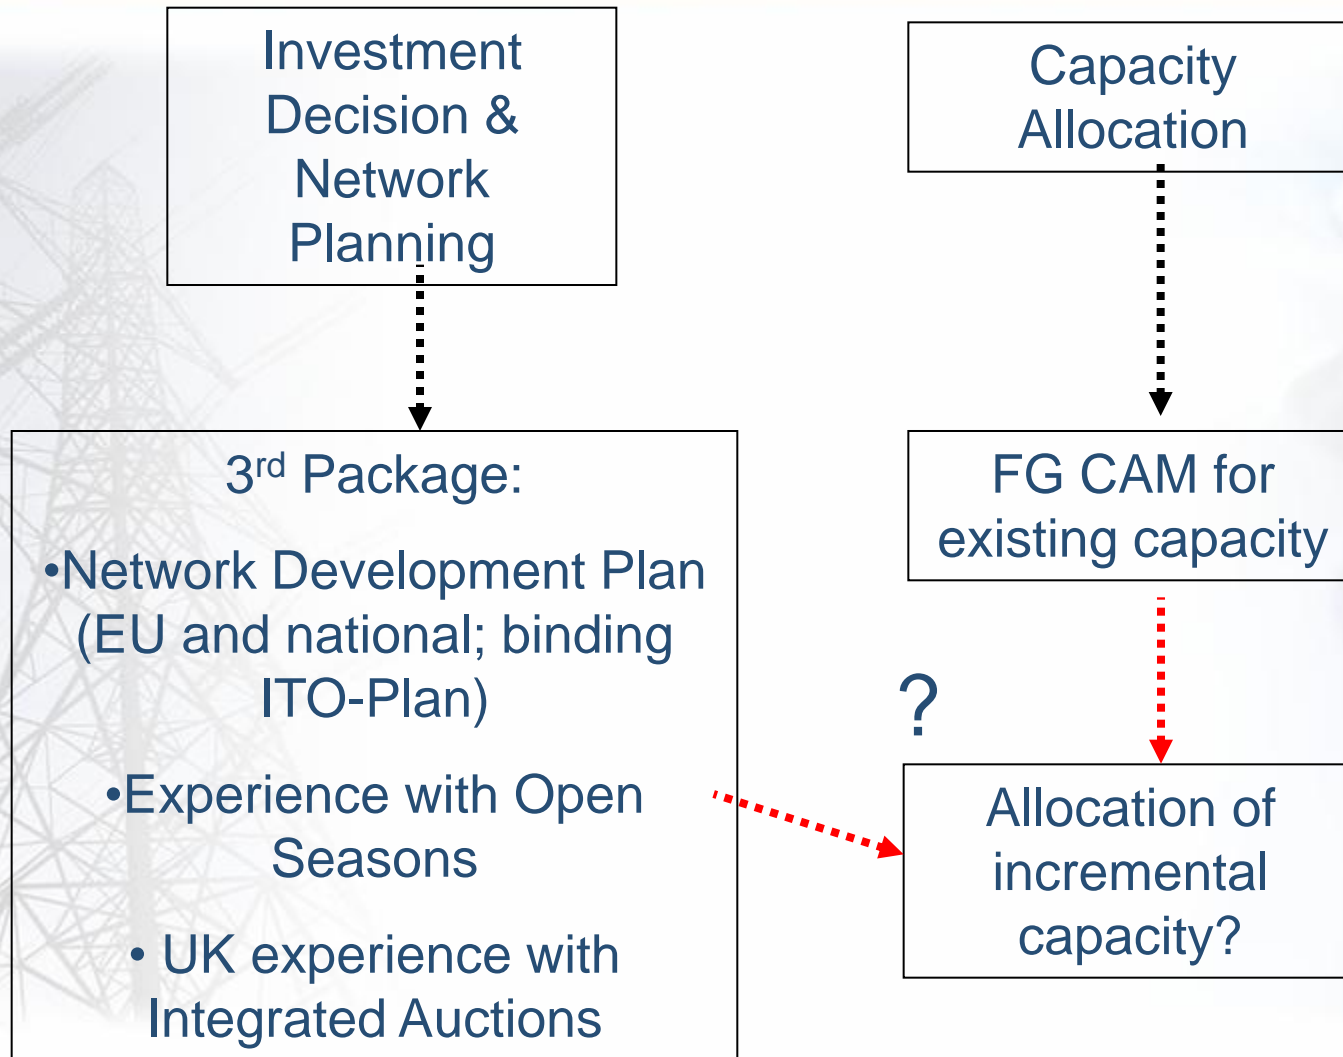 Investment
Decision &
Network
Planning
Capacity
Allocation
3rd Package:
•Network Development Plan
(EU and national; binding
ITO-Plan)
•Experience with Open
Seasons
• UK experience with
Integrated Auctions
FG CAM for
existing capacity
?
Allocation of
incremental
capacity?